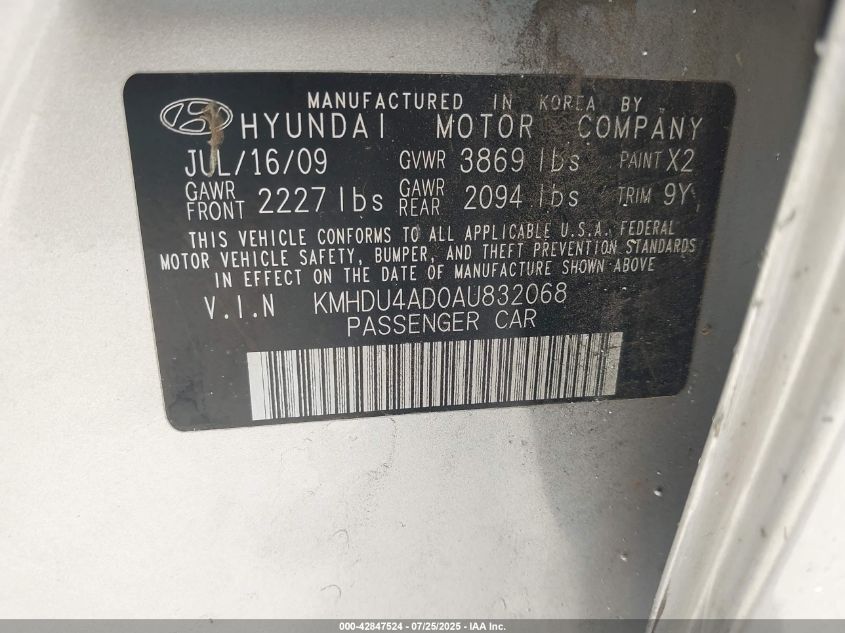 MANUFACTURED IN KOREA BY
HYUNDAI MOTOR COMPANY
JUL/16/09 GVWR 3869 lbs PAINT X2
GAWR FRONT 2227 lbs GAWR REAR 2094 lbs TRIM 9Y
THIS VEHICLE CONFORMS TO ALL APPLICABLE U.S.A. FEDERAL
MOTOR VEHICLE SAFETY, BUMPER, AND THEFT PREVENTION STANDARDS
IN EFFECT ON THE DATE OF MANUFACTURE SHOWN ABOVE
V.I.N KMHDU4AD0AU832068
PASSENGER CAR
000-42847524 - 07/25/2025 - IAA Inc.